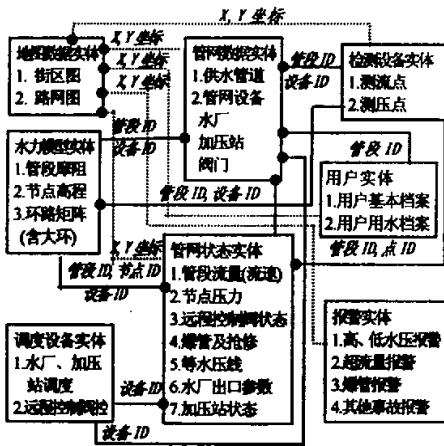 X, Y 坐标
地图数据实体
1. 街区图
2. 路网图
X, Y 坐标
X, Y 坐标
X, Y 坐标
管网数据实体
1.供水管道
2.管网设备
水厂
加压站
阀门
管段 ID
设备 ID
检测设备实体
1.测流点
2.测压点
水力模型实体
1.管段摩阻
2.节点高程
3.环路矩阵
(含大环)
管段 ID
设备 ID
管段 ID, 设备 ID
管段 ID
用户实体
1.用户基本档案
2.用户用水档案
管段 ID, 点 ID
X, Y 坐标
管段 ID, 节点 ID
设备 ID
管网状态实体
1.管段流量(流速)
2.节点压力
3.远程控制阀状态
4.爆管及抢修
5.等水压线
6.水厂出口参数
7.加压站状态
调度设备实体
1.水厂、加压
站调度
2.远程控制阀控
设备 ID
设备 ID
报警实体
1.高、低水压报警
2.超流量报警
3.爆管报警
4.其他事故报警